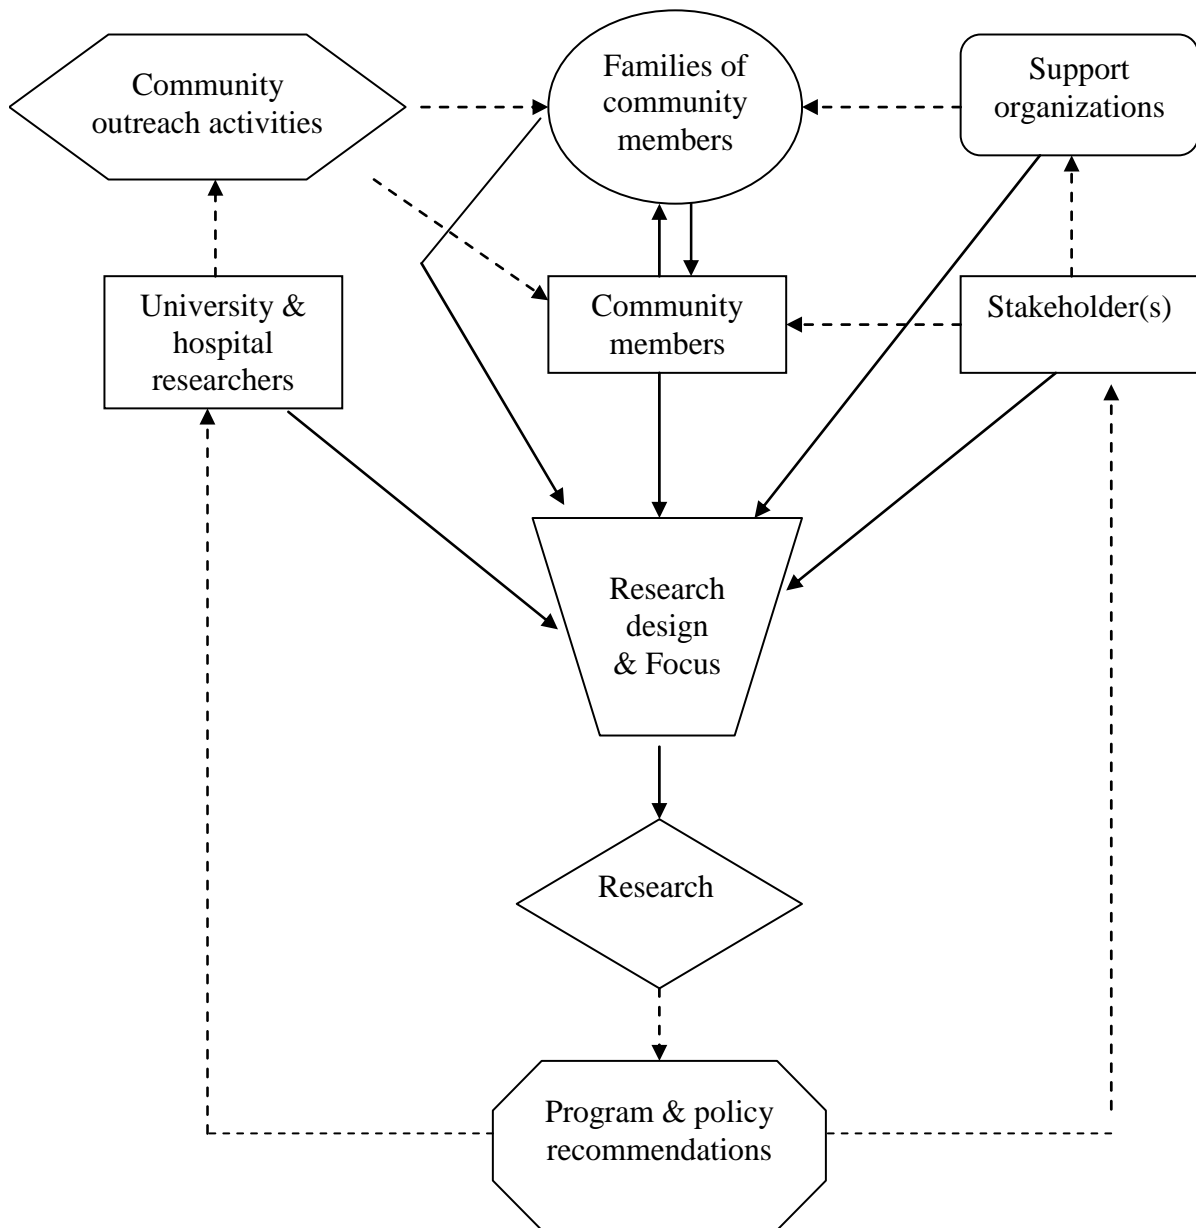 Community
outreach activities
Families of
community
members
Support
organizations
University &
hospital
researchers
Community
members
Stakeholder(s)
Research
design
& Focus
Research
Program & policy
recommendations